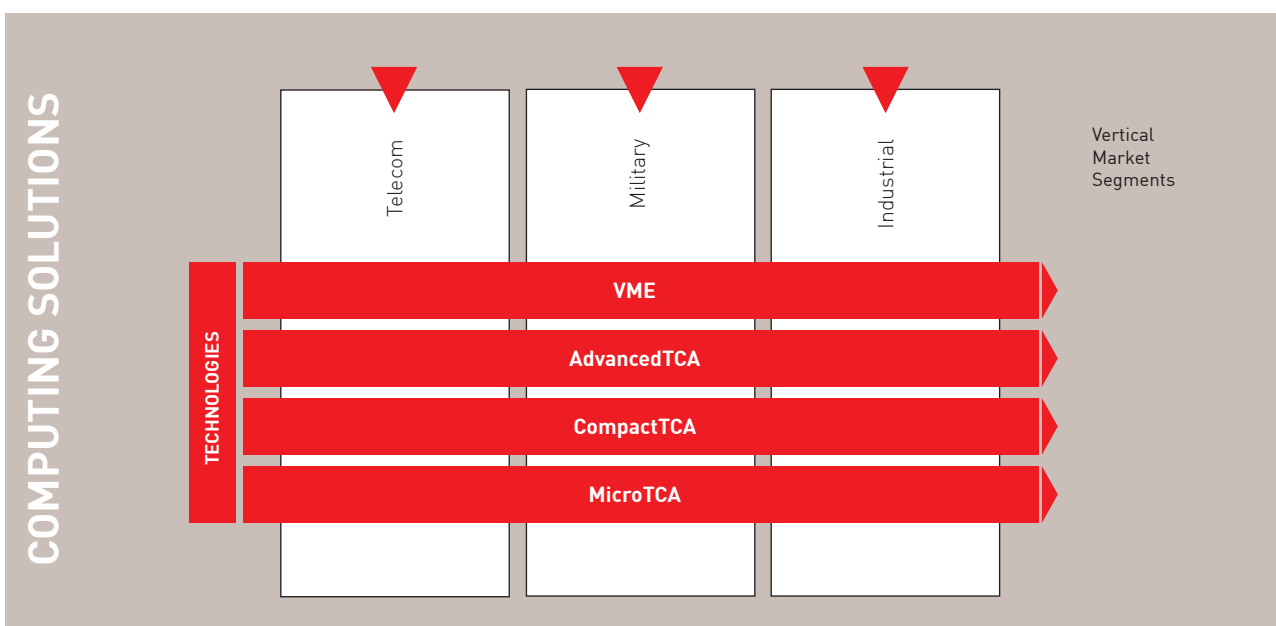 COMPUTING SOLUTIONS
Telecom
Military
Industrial
Vertical
Market
Segments
TECHNOLOGIES
VME
AdvancedTCA
CompactTCA
MicroTCA